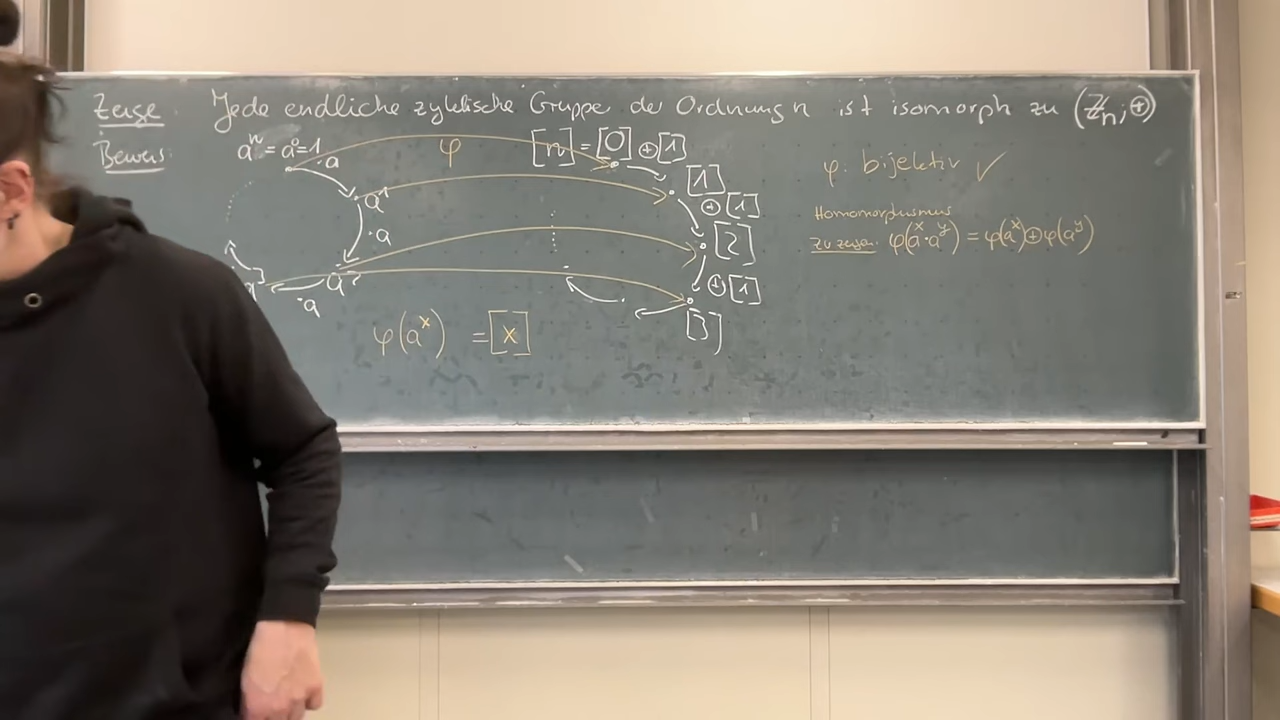 Zeige: Jede endliche zyklische Gruppe der Ordnung n ist isomorph zu (ℤₙ; ⊕)
Beweis:
aⁿ = a⁰ = 1
·a
a¹
·a
a²
·a
a³
φ
[n] = [0] ⊕ [1]
[1]
⊕ [1]
[2]
⊕ [1]
[3]
φ(aˣ) = [x]
φ: bijektiv ✓
Homomorphismus
Zu zeigen: φ(aˣ · aʸ) = φ(aˣ) ⊕ φ(aʸ)